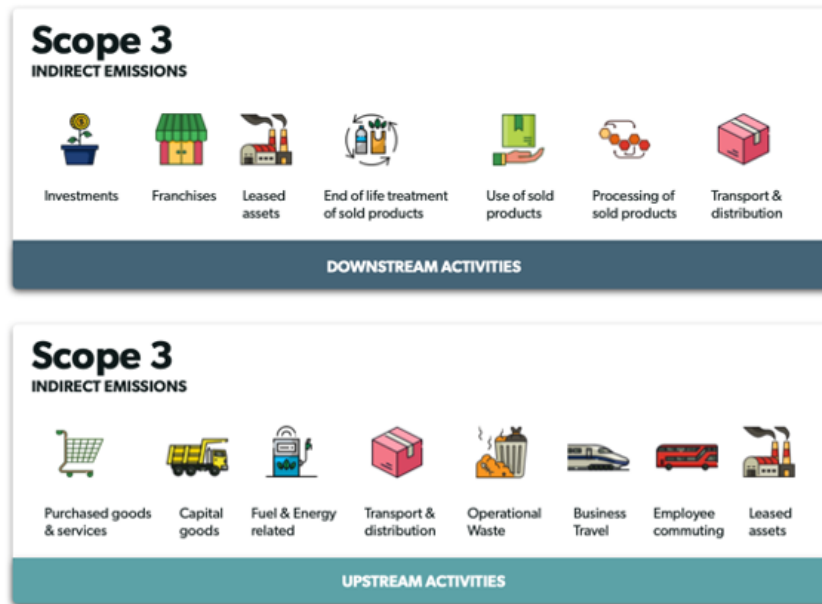 Scope 3
INDIRECT EMISSIONS
Investments
Franchises
Leased
assets
End of life treatment
of sold products
Use of sold
products
Processing of
sold products
Transport &
distribution
DOWNSTREAM ACTIVITIES
Scope 3
INDIRECT EMISSIONS
Purchased goods
& services
Capital
goods
Fuel & Energy
related
Transport &
distribution
Operational
Waste
Business
Travel
Employee
commuting
Leased
assets
UPSTREAM ACTIVITIES